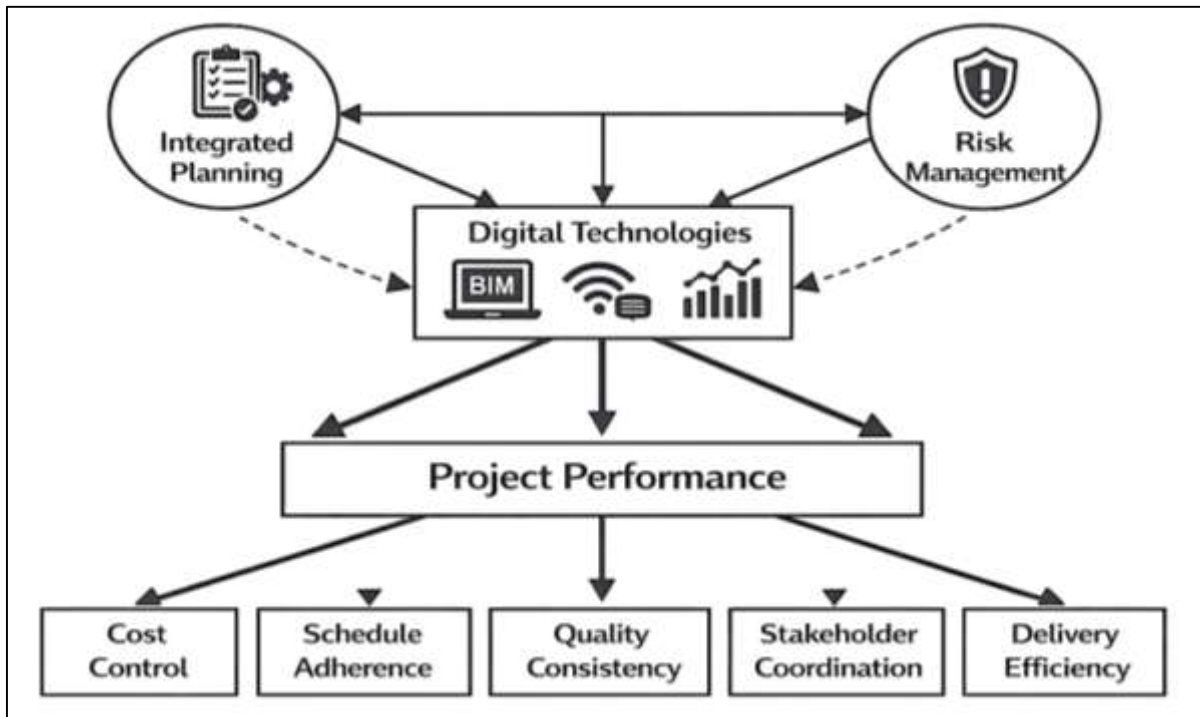 Integrated
Planning
Risk
Management
Digital Technologies
BIM
Project Performance
Cost
Control
Schedule
Adherence
Quality
Consistency
Stakeholder
Coordination
Delivery
Efficiency